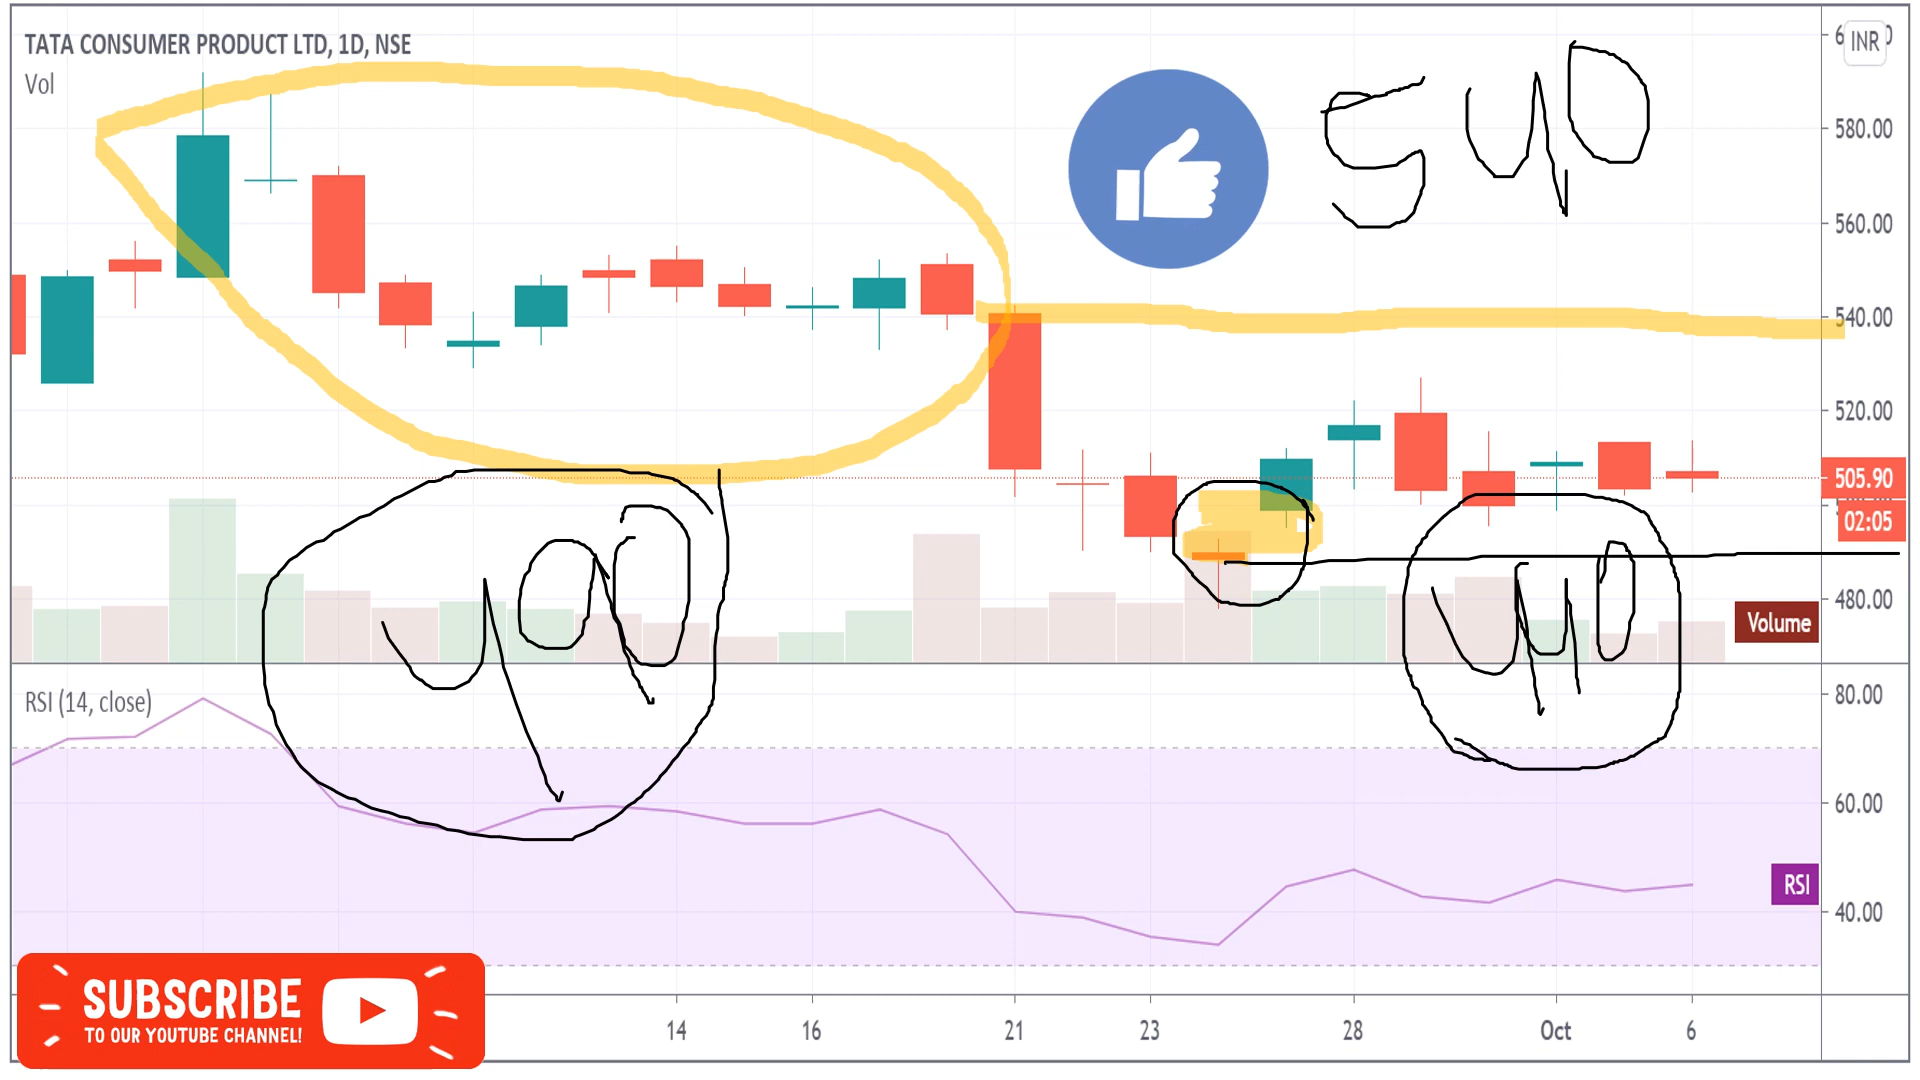 TATA CONSUMER PRODUCT LTD, 1D, NSE
Vol
INR
580.00
560.00
540.00
520.00
505.90
02:05
480.00
Volume
RSI (14, close)
80.00
60.00
RSI
40.00
SUBSCRIBE
TO OUR YOUTUBE CHANNEL!
14 16 21 23 28 Oct 6